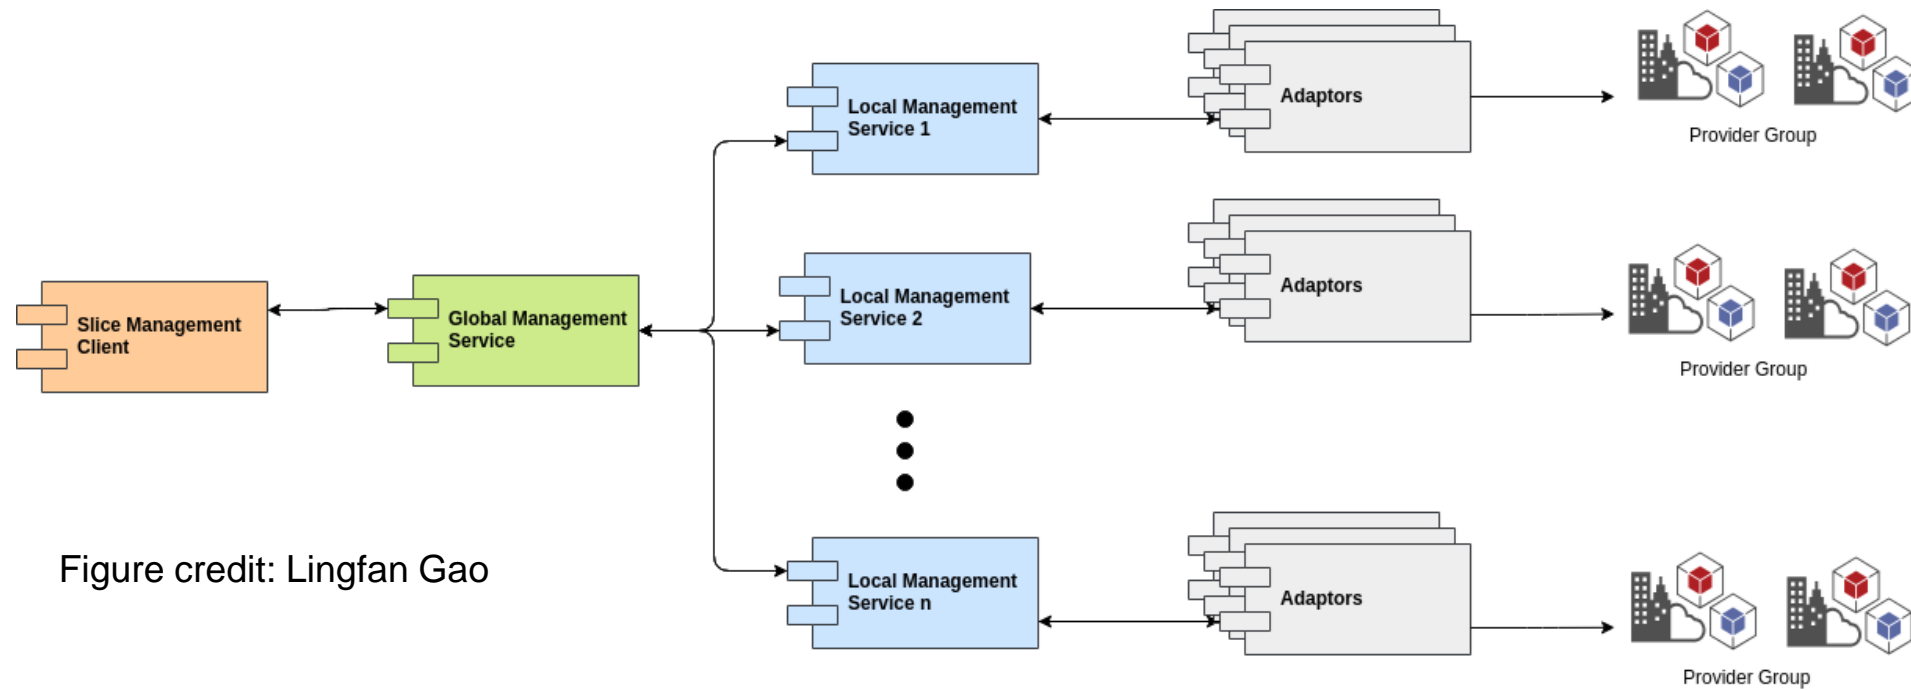 Local Management
Service 1
Adaptors
Provider Group
Slice Management
Client
Global Management
Service
Local Management
Service 2
Adaptors
Provider Group
Figure credit: Lingfan Gao
Local Management
Service n
Adaptors
Provider Group